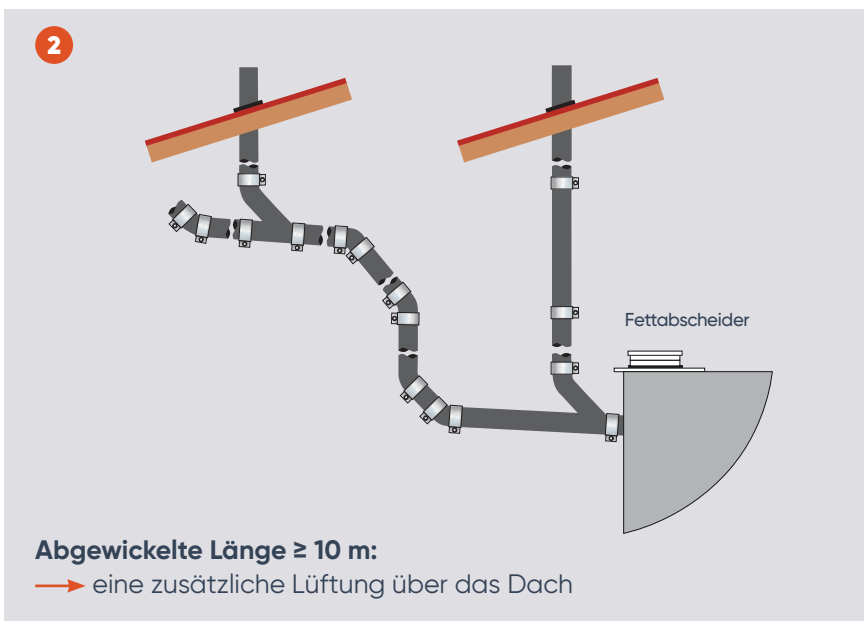 2
Fettabscheider
Abgewickelte Länge ≥ 10 m:
eine zusätzliche Lüftung über das Dach